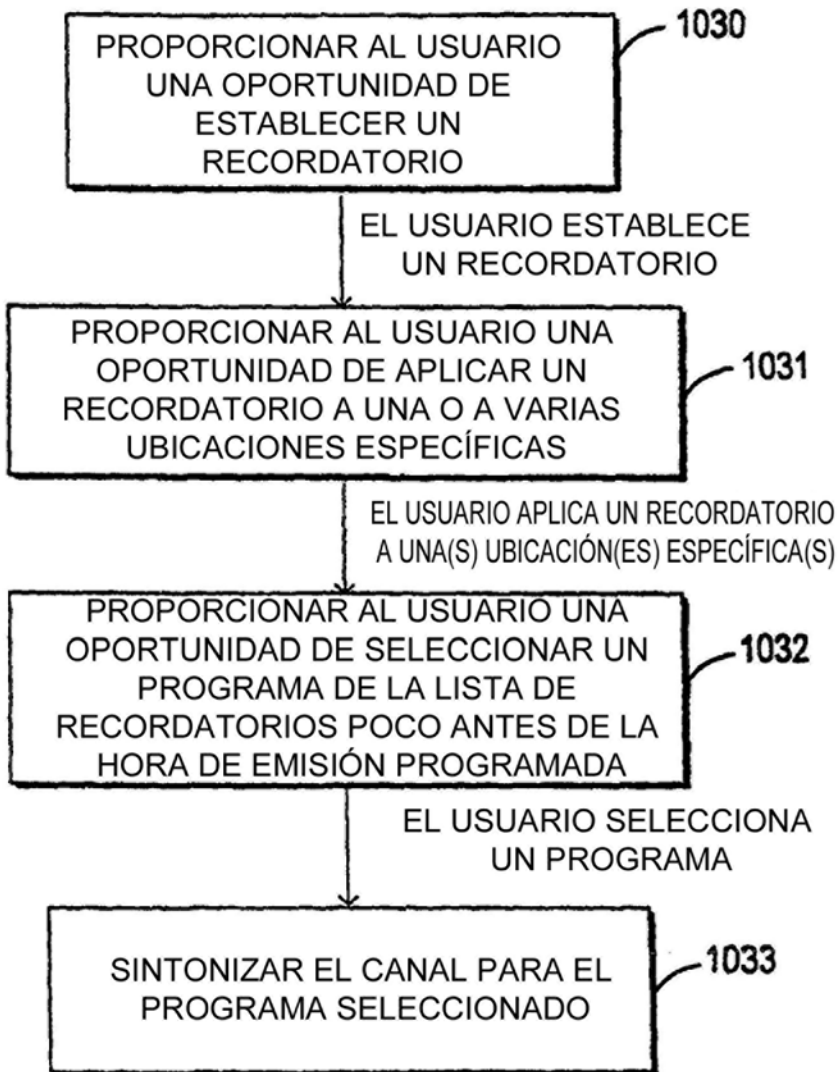 1030
PROPORCIONAR AL USUARIO
UNA OPORTUNIDAD DE
ESTABLECER UN
RECORDATORIO
EL USUARIO ESTABLECE
UN RECORDATORIO
PROPORCIONAR AL USUARIO UNA
OPORTUNIDAD DE APLICAR UN
RECORDATORIO A UNA O A VARIAS
UBICACIONES ESPECÍFICAS
1031
EL USUARIO APLICA UN RECORDATORIO
A UNA(S) UBICACIÓN(ES) ESPECÍFICA(S)
PROPORCIONAR AL USUARIO UNA
OPORTUNIDAD DE SELECCIONAR UN
PROGRAMA DE LA LISTA DE
RECORDATORIOS POCO ANTES DE LA
HORA DE EMISIÓN PROGRAMADA
1032
EL USUARIO SELECCIONA
UN PROGRAMA
SINTONIZAR EL CANAL PARA EL
PROGRAMA SELECCIONADO
1033